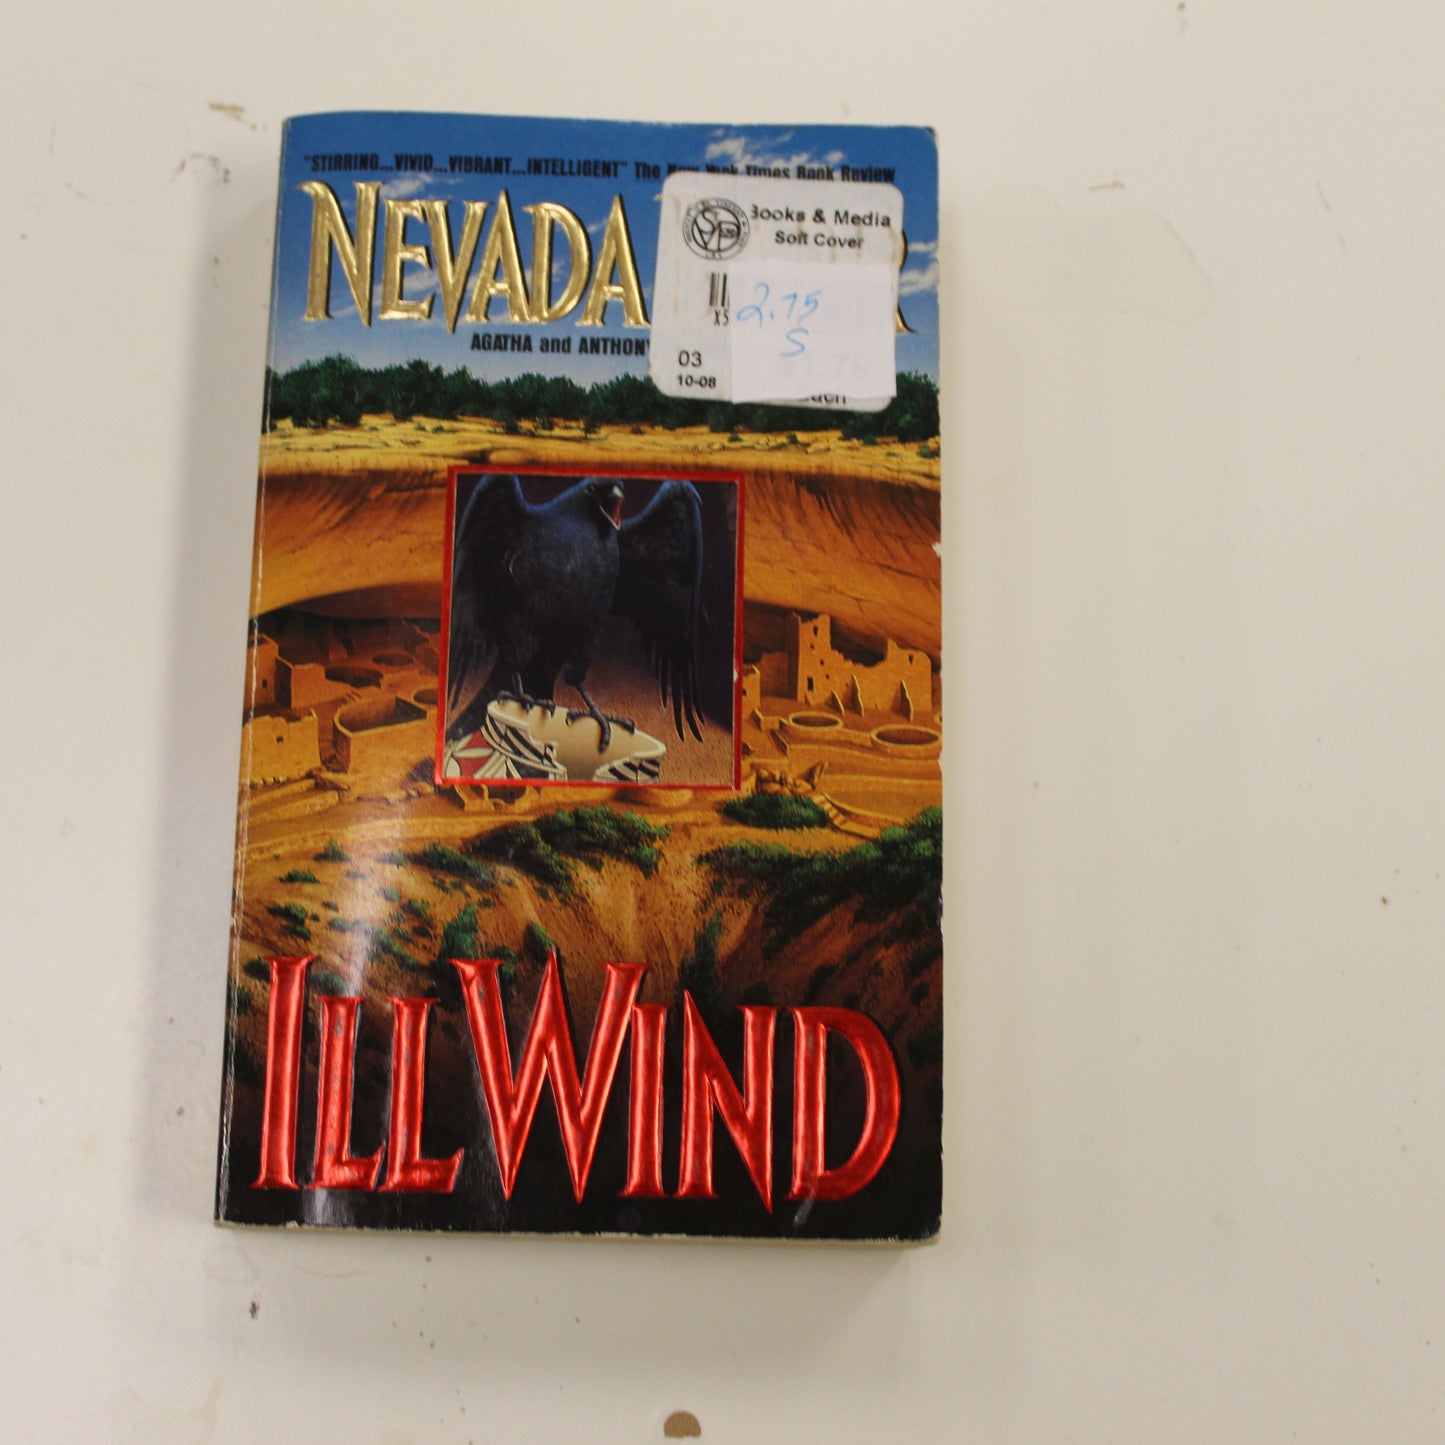 "STIRRING...VIVID...VIBRANT...INTELLIGENT" The New York Times Book Review
NEVADA
AGATHA and ANTHONY
Books & Media
Soft Cover
X5
2.75
S
03
10-08
ILL WIND